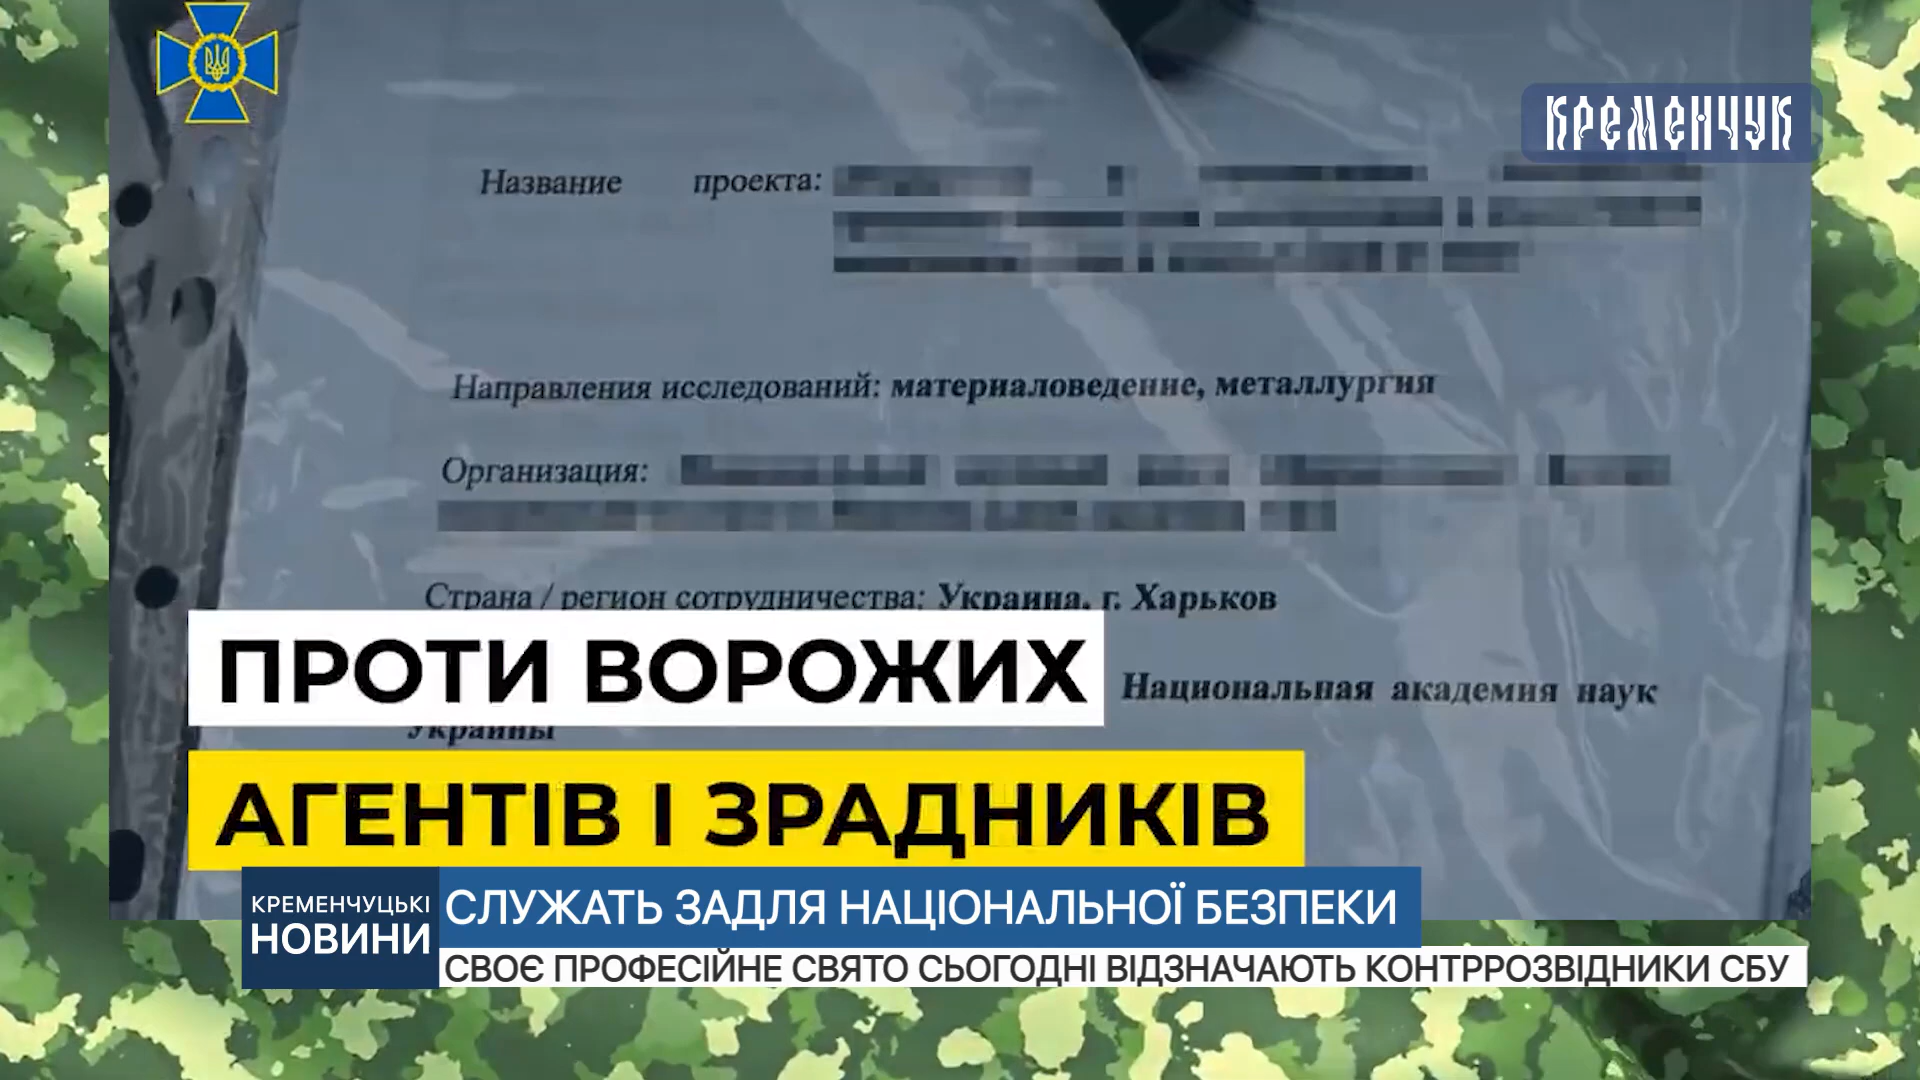 КРЕМЕНЧУК
Название проекта:
Направления исследований: материаловедение, металлургия
Организация:
Страна / регион сотрудничества: Украина, г. Харьков
Национальная академия наук
Украины
ПРОТИ ВОРОЖИХ
АГЕНТІВ І ЗРАДНИКІВ
КРЕМЕНЧУЦЬКІ
НОВИНИ
СЛУЖАТЬ ЗАДЛЯ НАЦІОНАЛЬНОЇ БЕЗПЕКИ
СВОЄ ПРОФЕСІЙНЕ СВЯТО СЬОГОДНІ ВІДЗНАЧАЮТЬ КОНТРРОЗВІДНИКИ СБУ